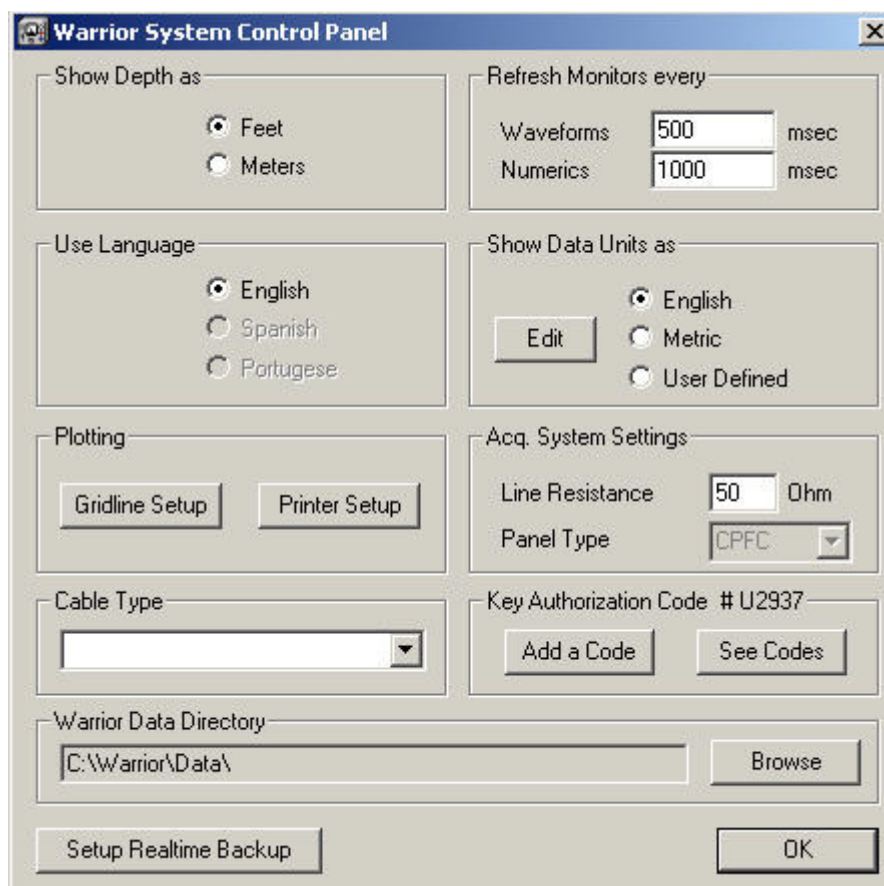 Warrior System Control Panel
Show Depth as
Feet
Meters
Refresh Monitors every
Waveforms 500 msec
Numerics 1000 msec
Use Language
English
Spanish
Portugese
Show Data Units as
Edit
English
Metric
User Defined
Plotting
Gridline Setup Printer Setup
Acq. System Settings
Line Resistance 50 Ohm
Panel Type CPFC
Cable Type
Key Authorization Code # U2937
Add a Code See Codes
Warrior Data Directory
C:\Warrior\Data\ Browse
Setup Realtime Backup OK